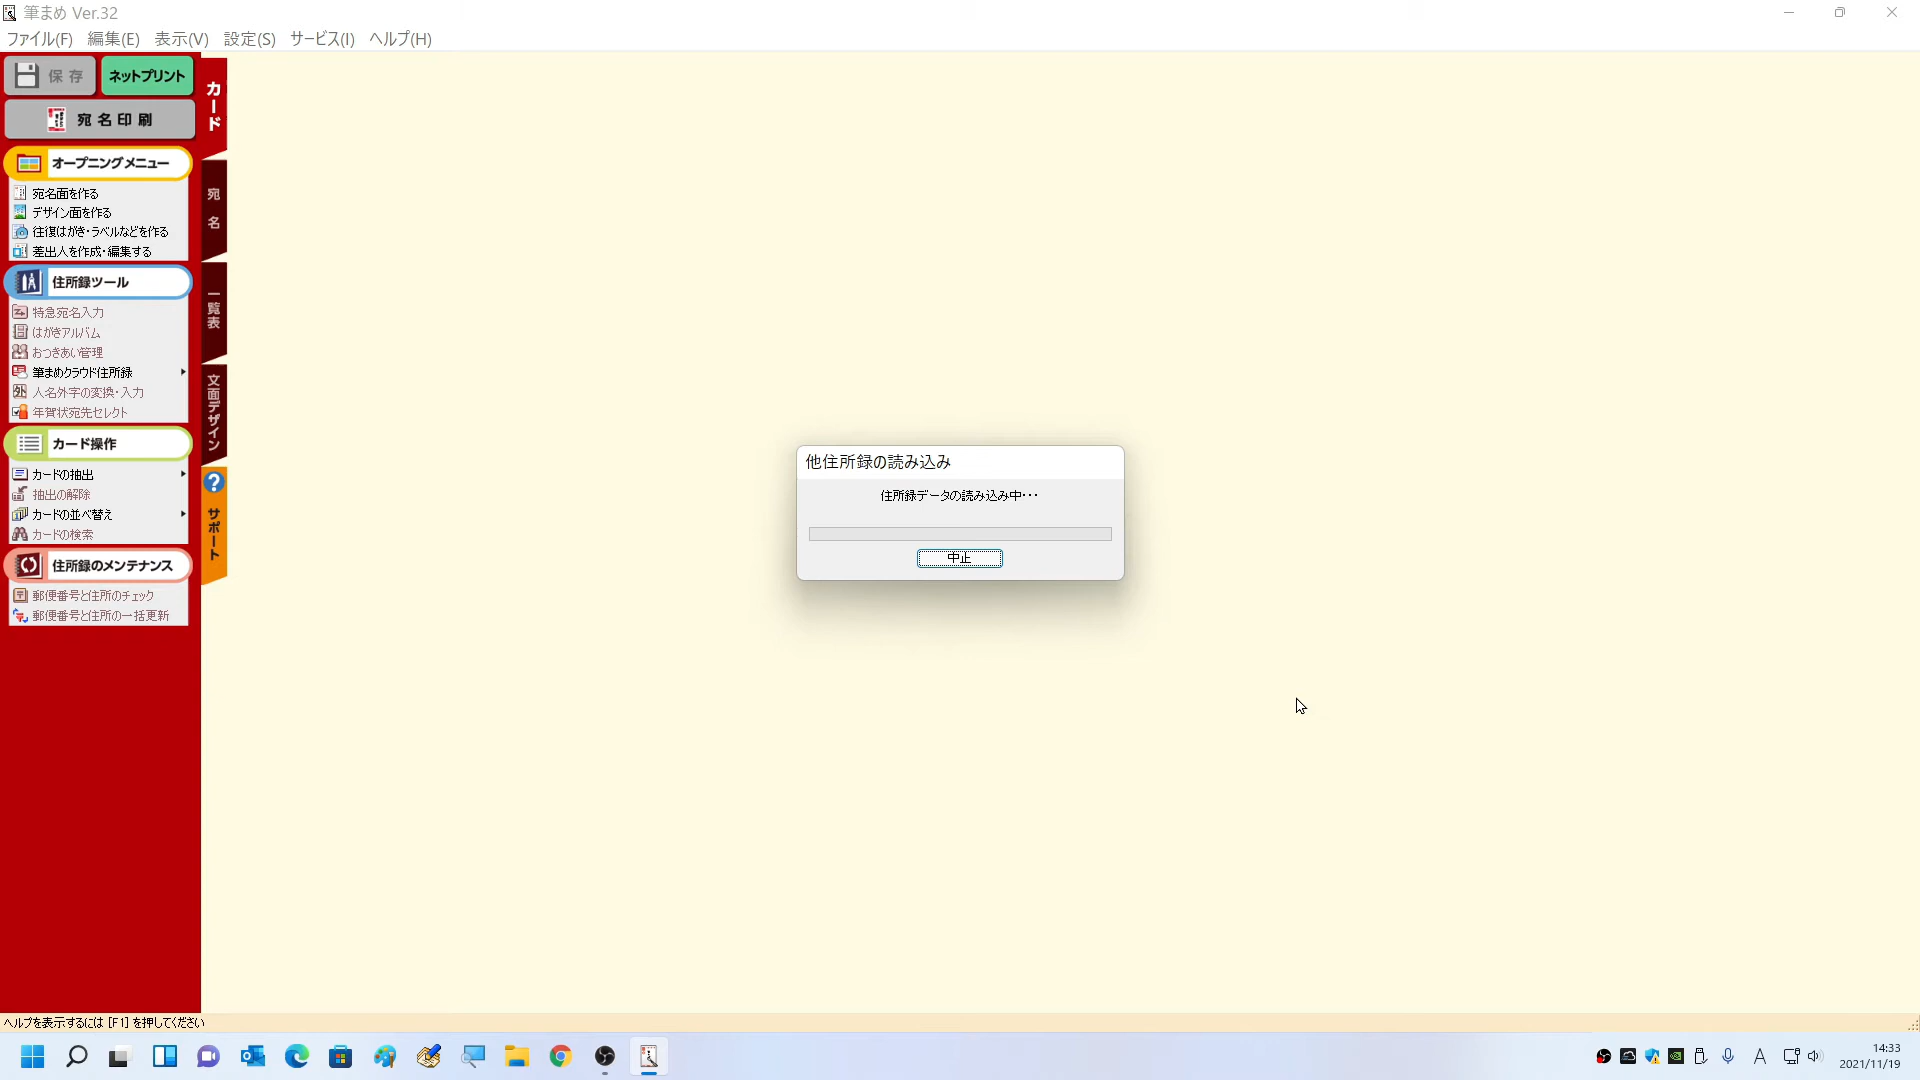 筆まめ Ver.32
ファイル(F) 編集(E) 表示(V) 設定(S) サービス(I) ヘルプ(H)
保存
ネットプリント
宛名印刷
オープニングメニュー
宛名面を作る
デザイン面を作る
往復はがき・ラベルなどを作る
差出人を作成・編集する
住所録ツール
特急宛名入力
はがきアルバム
おつきあい管理
筆まめクラウド住所録
人名外字の変換・入力
年賀状宛先セレクト
カード操作
カードの抽出
抽出の解除
カードの並べ替え
カードの検索
住所録のメンテナンス
郵便番号と住所のチェック
郵便番号と住所の一括更新
カード
宛名
一覧表
文面デザイン
?
サポート
他住所録の読み込み
住所録データの読み込み中・・・
中止
ヘルプを表示するには [F1] を押してください
A
14:33
2021/11/19